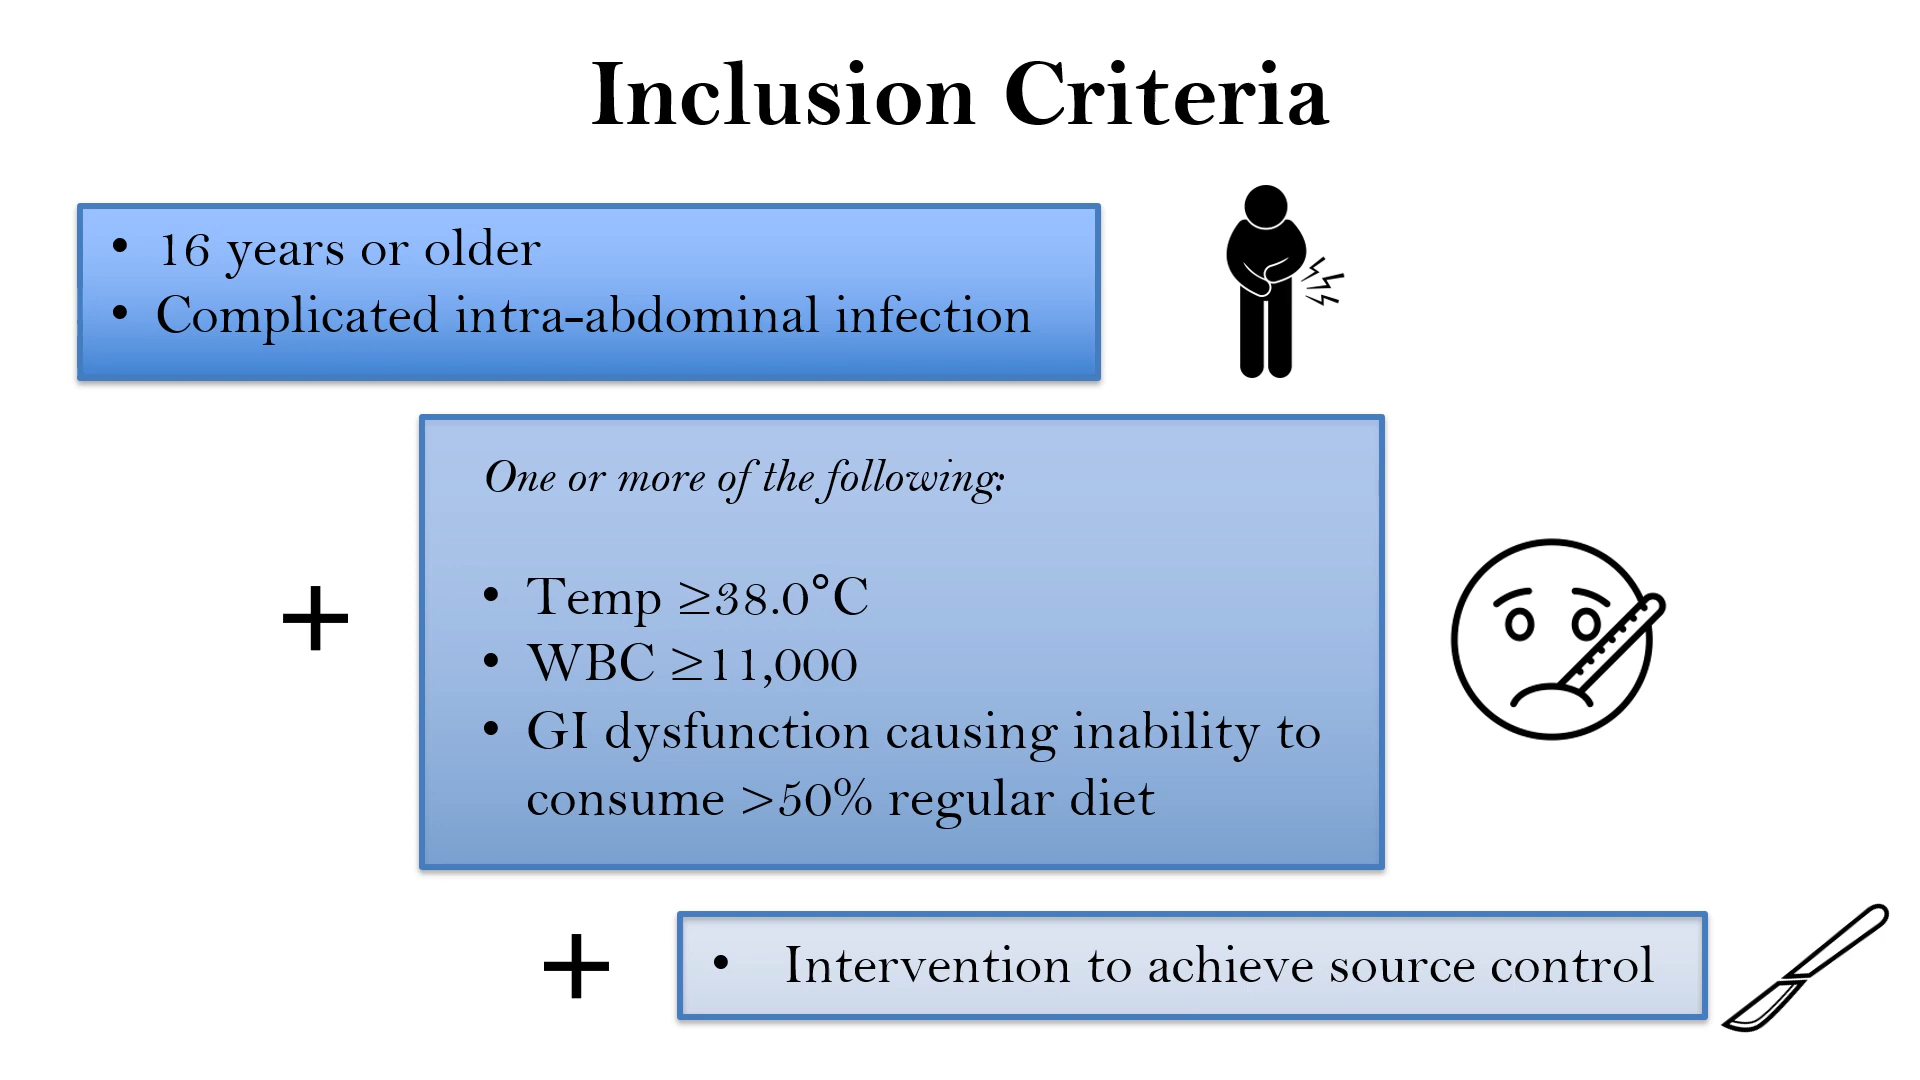 Inclusion Criteria
• 16 years or older
• Complicated intra-abdominal infection
One or more of the following:
+
• Temp ≥38.0°C
• WBC ≥11,000
• GI dysfunction causing inability to
consume >50% regular diet
+
• Intervention to achieve source control